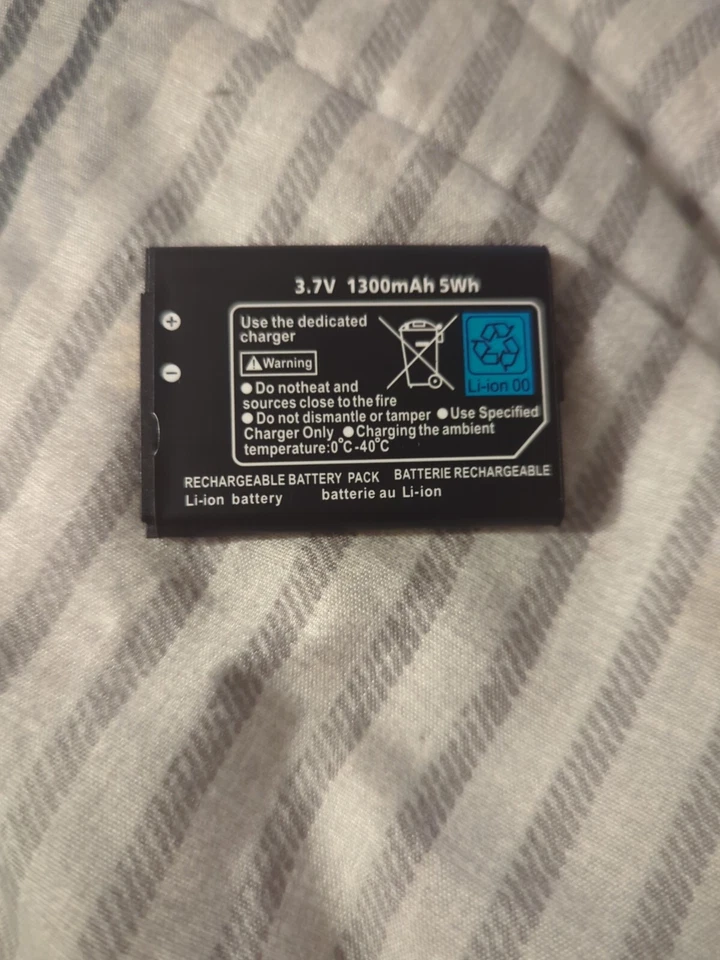 3.7V 1300mAh 5Wh
+
−
Use the dedicated
charger
Warning
Li-ion 00
●Do notheat and
sources close to the fire
●Do not dismantle or tamper ●Use Specified
Charger Only ●Charging the ambient
temperature:0°C-40°C
RECHARGEABLE BATTERY PACK BATTERIE RECHARGEABLE
Li-ion battery batterie au Li-ion